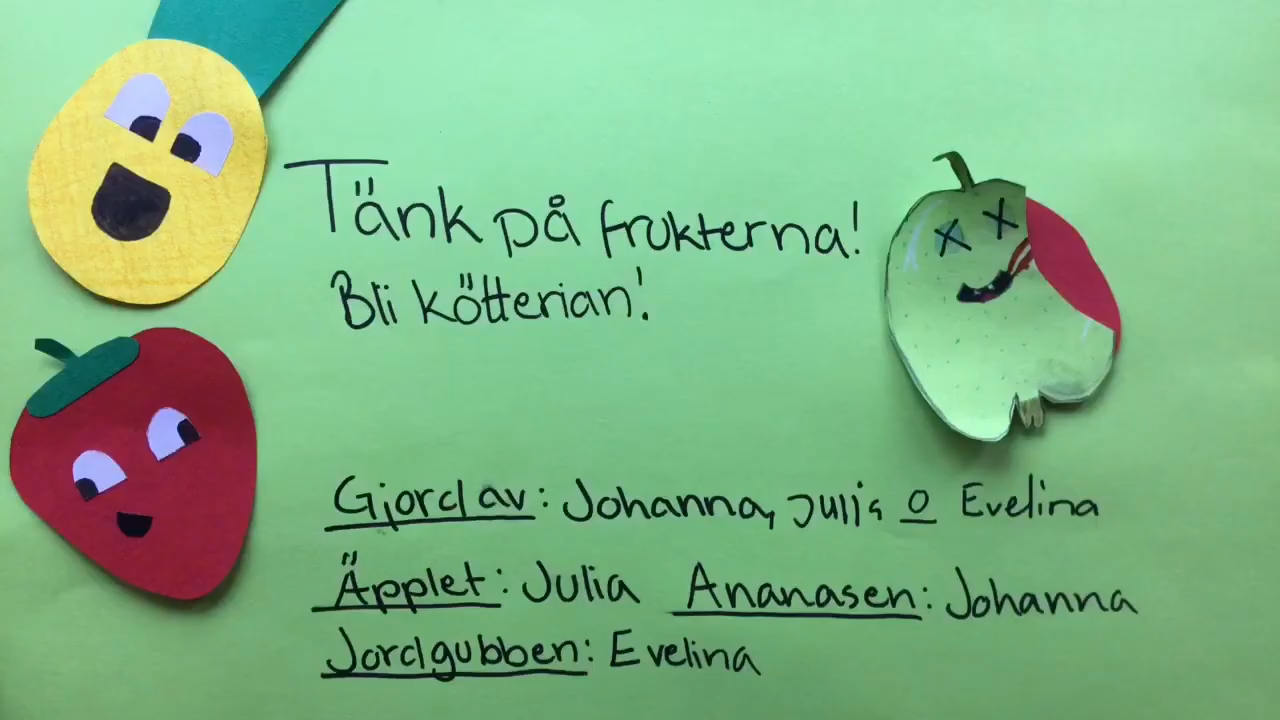 Tänk på frukterna!
Bli kötterian!
Gjord av: Johanna, Julia o Evelina
Äpplet: Julia Ananasen: Johanna
Jordgubben: Evelina